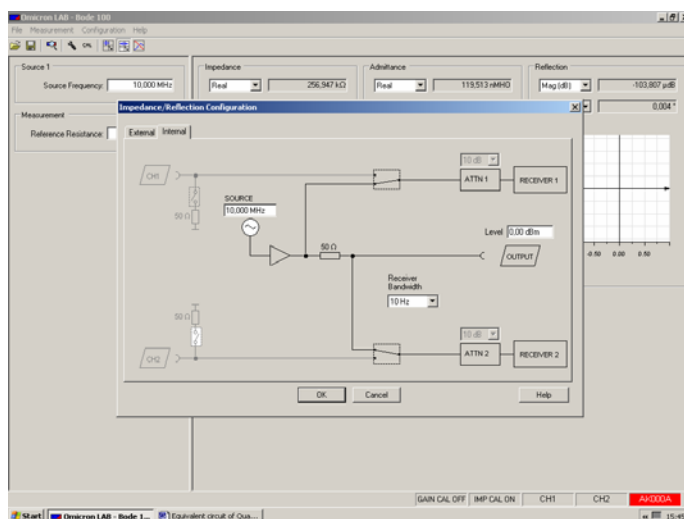 Omicron LAB - Bode 100
File Measurement Configuration Help
Source 1
Source Frequency: 10,000 MHz
Measurement
Reference Resistance:
Impedance
Real 256,947 kΩ
Admittance
Real 119,513 nMHO
Reflection
Mag (dB) -103,807 µdB
0,004 °
Impedance/Reflection Configuration
External Internal
CH1
50 Ω
SOURCE
10,000 MHz
50 Ω
10 dB
ATTN 1
RECEIVER 1
Level 0,00 dBm
OUTPUT
Receiver Bandwidth
10 Hz
50 Ω
CH2
10 dB
ATTN 2
RECEIVER 2
OK Cancel Help
-0.50 0.00 0.50
GAIN CAL OFF IMP CAL ON CH1 CH2 AK000A
Start Omicron LAB - Bode 1... Equivalent circuit of Qua... 15:45